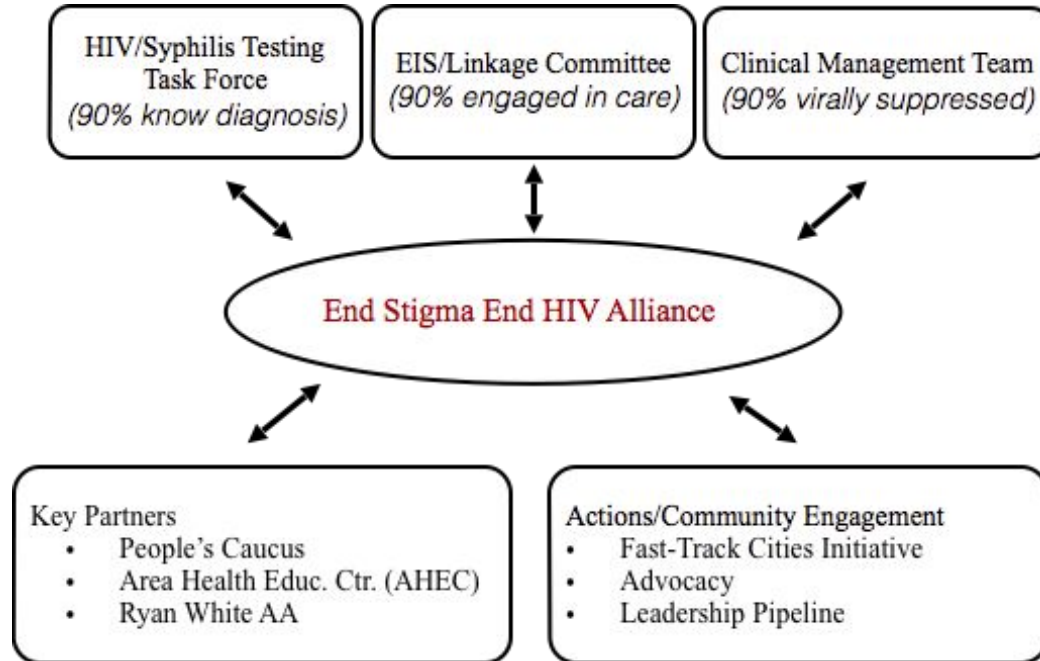 HIV/Syphilis Testing
Task Force
(90% know diagnosis)
EIS/Linkage Committee
(90% engaged in care)
Clinical Management Team
(90% virally suppressed)
End Stigma End HIV Alliance
Key Partners
• People's Caucus
• Area Health Educ. Ctr. (AHEC)
• Ryan White AA
Actions/Community Engagement
• Fast-Track Cities Initiative
• Advocacy
• Leadership Pipeline